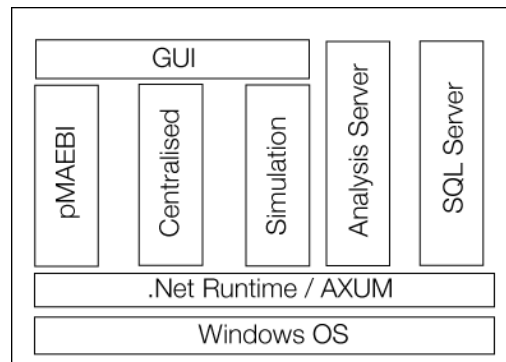 GUI
pMAEBI
Centralised
Simulation
Analysis Server
SQL Server
.Net Runtime / AXUM
Windows OS